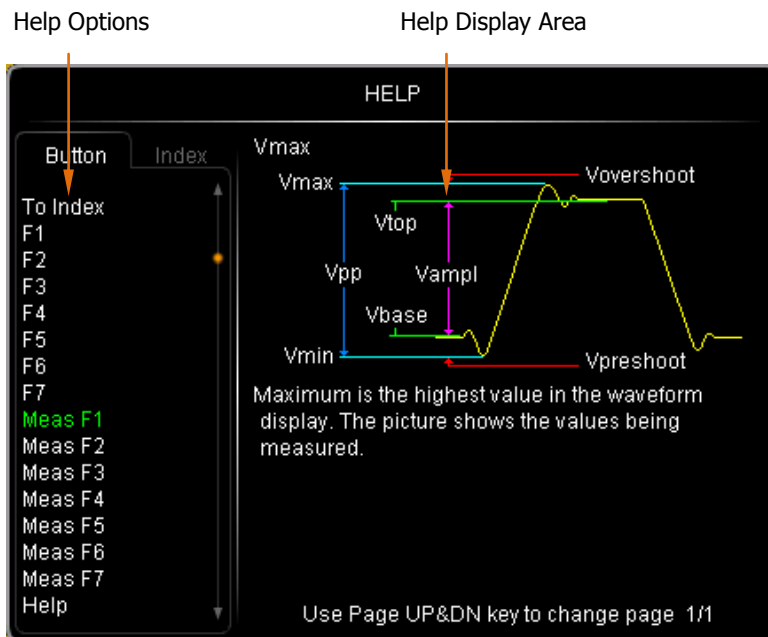 Help Options
Help Display Area
HELP
Button
Index
To Index
F1
F2
F3
F4
F5
F6
F7
Meas F1
Meas F2
Meas F3
Meas F4
Meas F5
Meas F6
Meas F7
Help
Vmax
Vmax
Vovershoot
Vtop
Vpp
Vampl
Vbase
Vmin
Vpreshoot
Maximum is the highest value in the waveform
display. The picture shows the values being
measured.
Use Page UP&DN key to change page 1/1